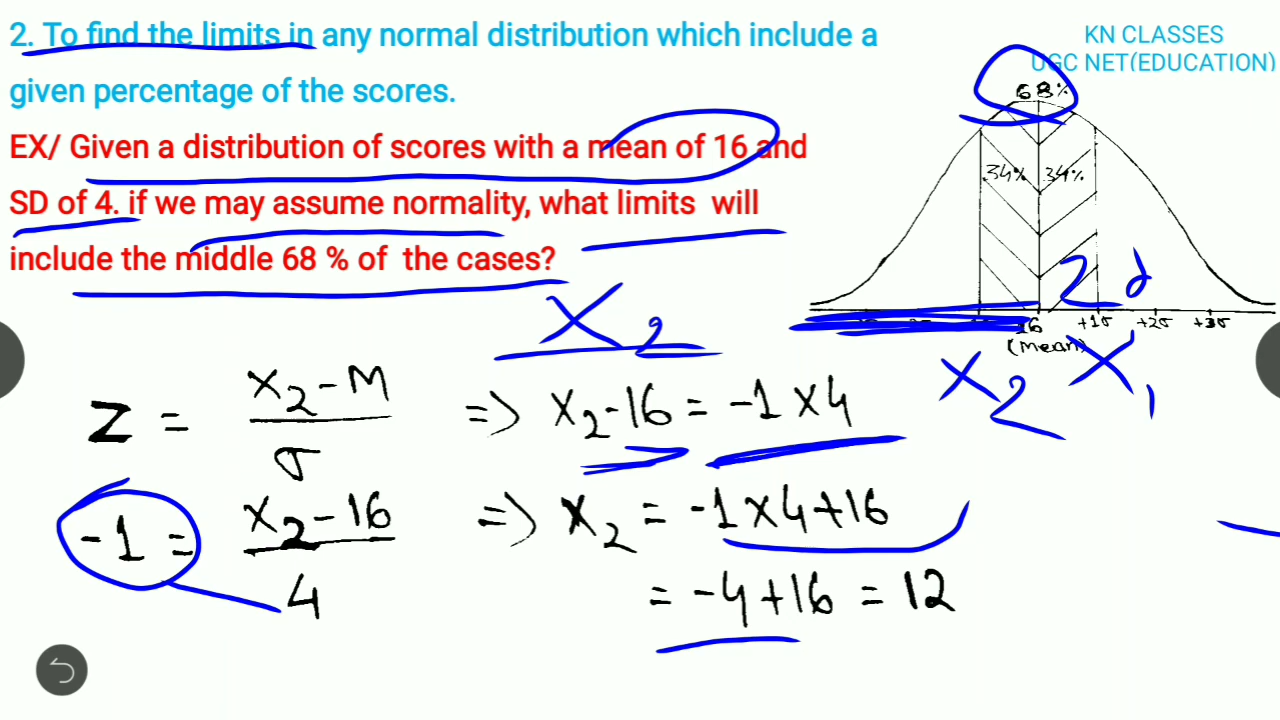 2. To find the limits in any normal distribution which include a
given percentage of the scores.
EX/ Given a distribution of scores with a mean of 16 and
SD of 4. if we may assume normality, what limits will
include the middle 68 % of the cases?
KN CLASSES
UGC NET(EDUCATION)
68%
34% 34%
16 +1σ +2σ +3σ
(Mean)
X₂ X₁
X₂
Z = X₂-M / σ
=> X₂-16 = -1×4
-1 = X₂-16 / 4
=> X₂ = -1×4+16
= -4+16 = 12